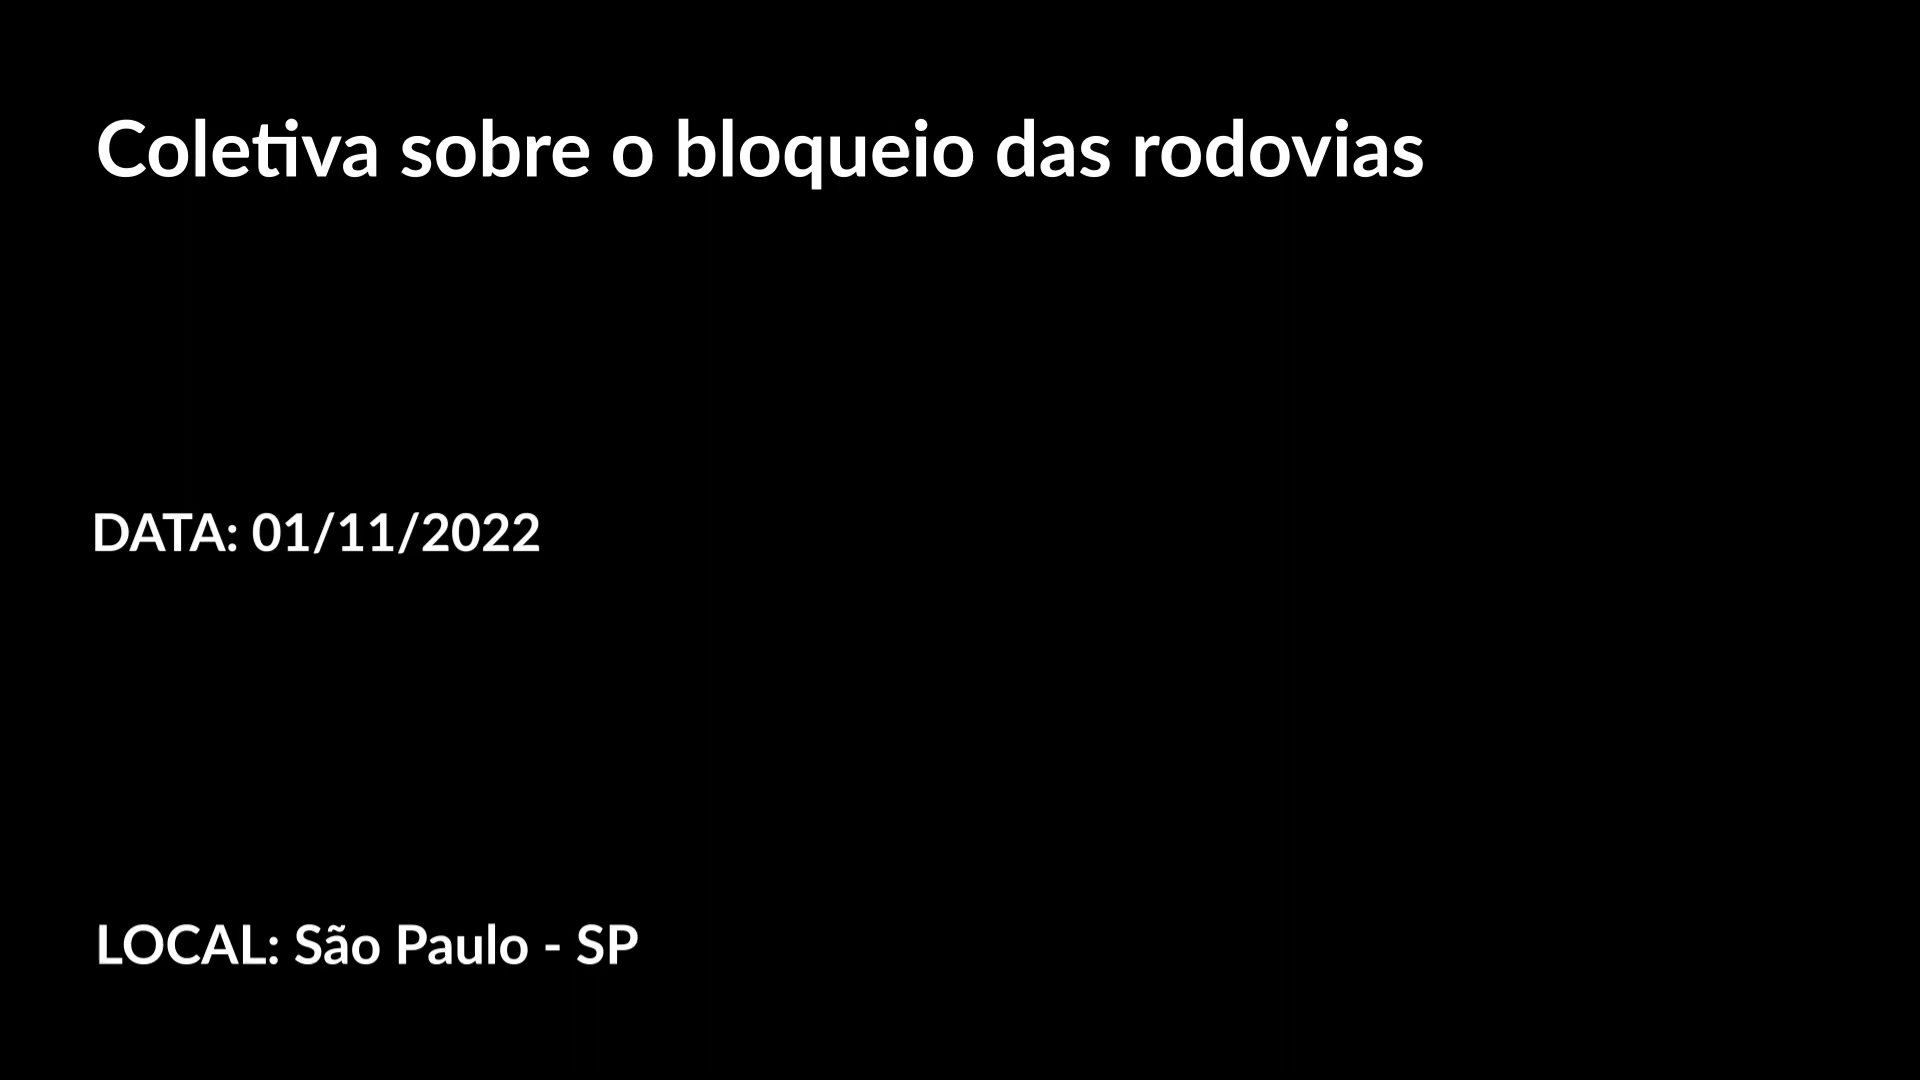 Coletiva sobre o bloqueio das rodovias
DATA: 01/11/2022
LOCAL: São Paulo - SP